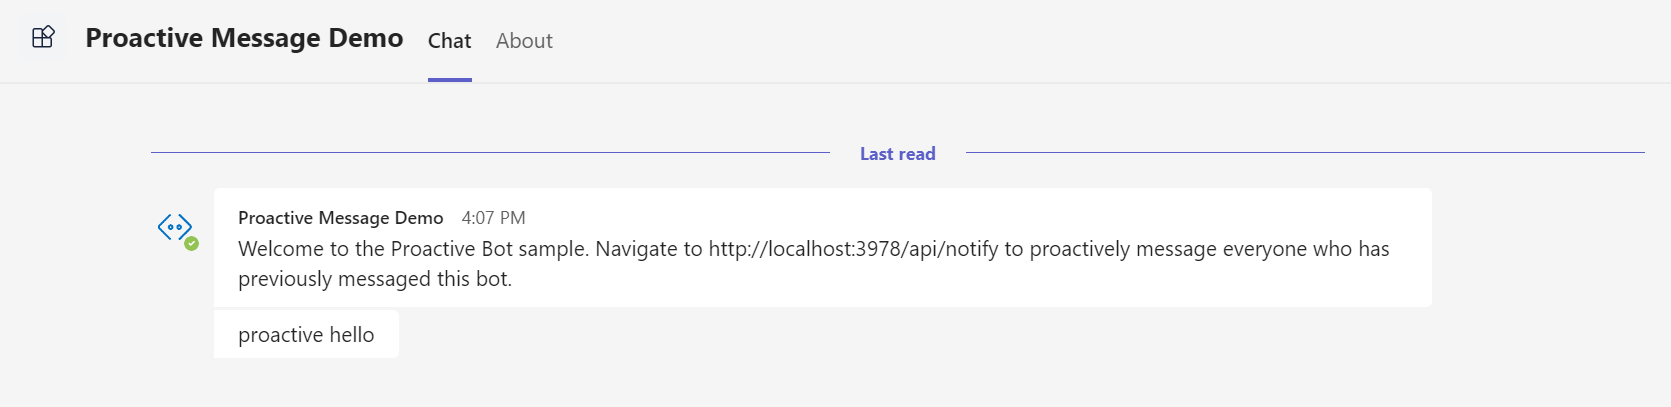 Proactive Message Demo Chat About
Last read
Proactive Message Demo 4:07 PM
Welcome to the Proactive Bot sample. Navigate to http://localhost:3978/api/notify to proactively message everyone who has
previously messaged this bot.
proactive hello